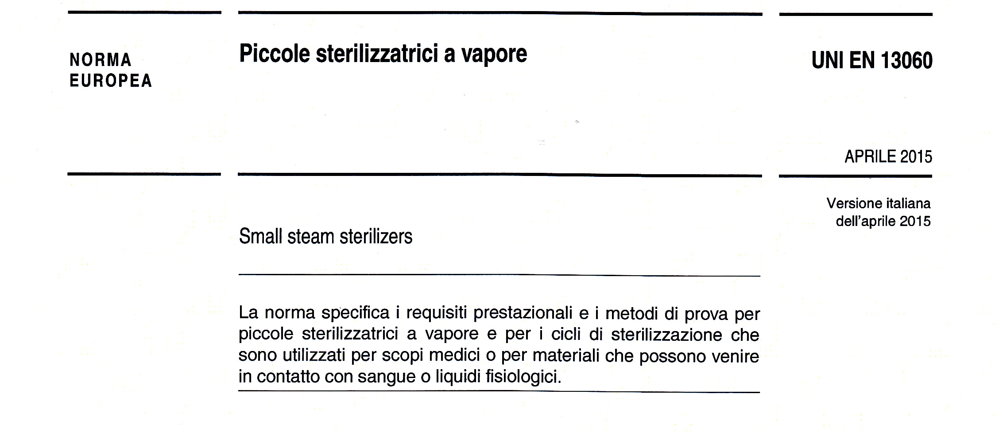 NORMA
EUROPEA
Piccole sterilizzatrici a vapore
UNI EN 13060
APRILE 2015
Versione italiana
dell'aprile 2015
Small steam sterilizers
La norma specifica i requisiti prestazionali e i metodi di prova per
piccole sterilizzatrici a vapore e per i cicli di sterilizzazione che
sono utilizzati per scopi medici o per materiali che possono venire
in contatto con sangue o liquidi fisiologici.